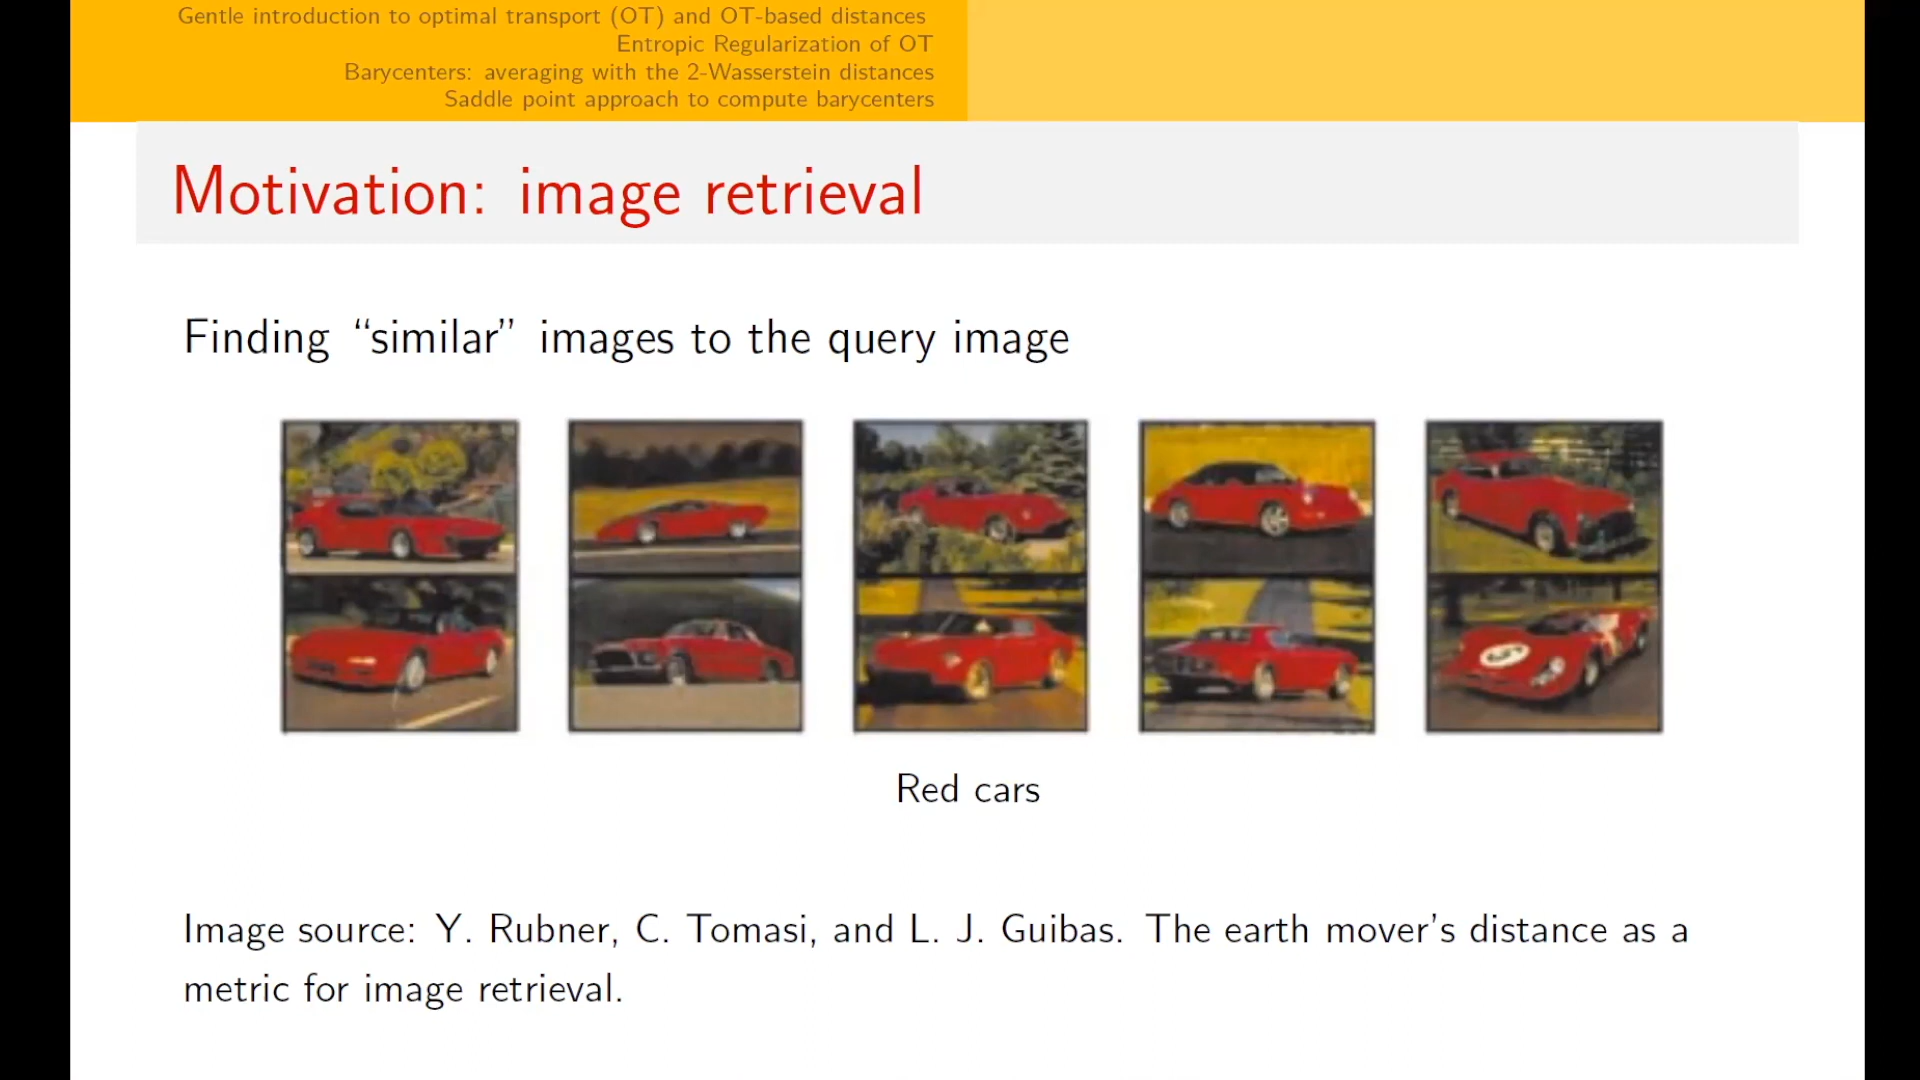 Gentle introduction to optimal transport (OT) and OT-based distances
Entropic Regularization of OT
Barycenters: averaging with the 2-Wasserstein distances
Saddle point approach to compute barycenters
Motivation: image retrieval
Finding “similar” images to the query image
5
Red cars
Image source: Y. Rubner, C. Tomasi, and L. J. Guibas. The earth mover's distance as a
metric for image retrieval.